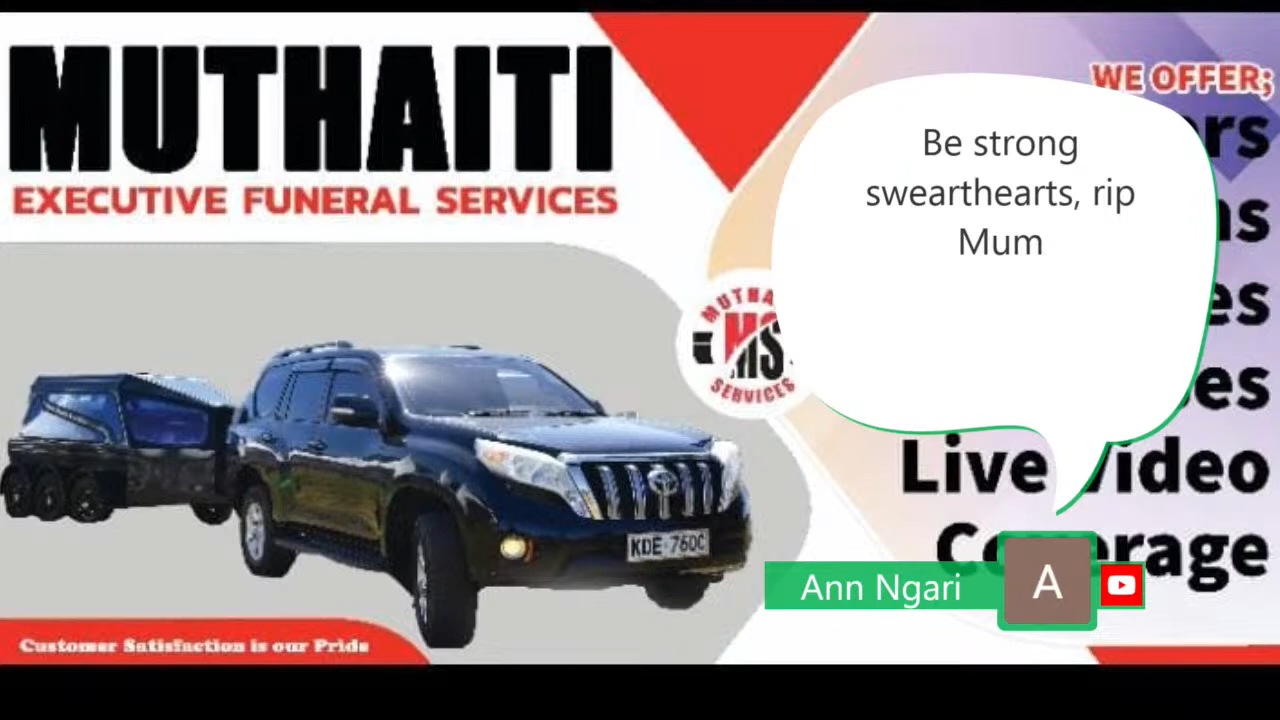 MUTHAITI
EXECUTIVE FUNERAL SERVICES
WE OFFER;
Be strong
swearthearts, rip
Mum
HS
SERVICES
KDE 760C
Live
Ann Ngari
A
Customer Satisfaction is our Pride